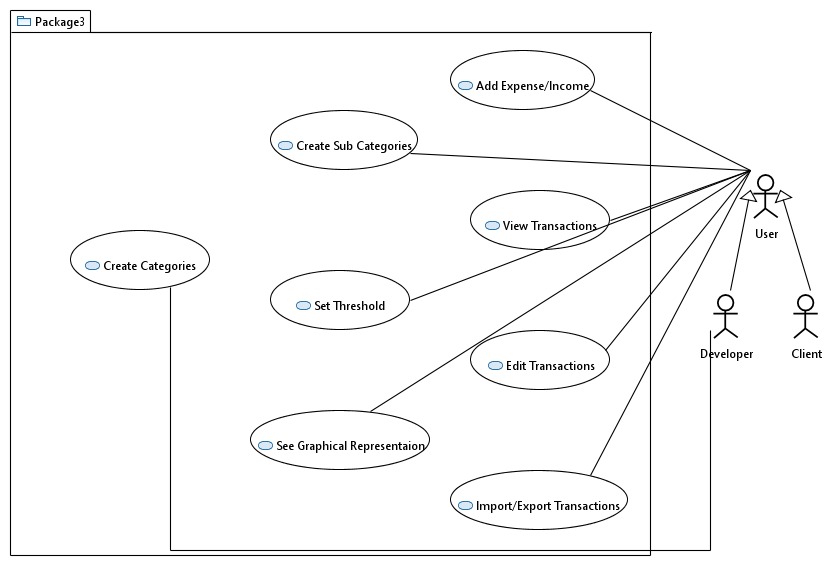 Package3
Add Expense/Income
Create Sub Categories
View Transactions
User
Create Categories
Set Threshold
Developer
Client
Edit Transactions
See Graphical Representaion
Import/Export Transactions